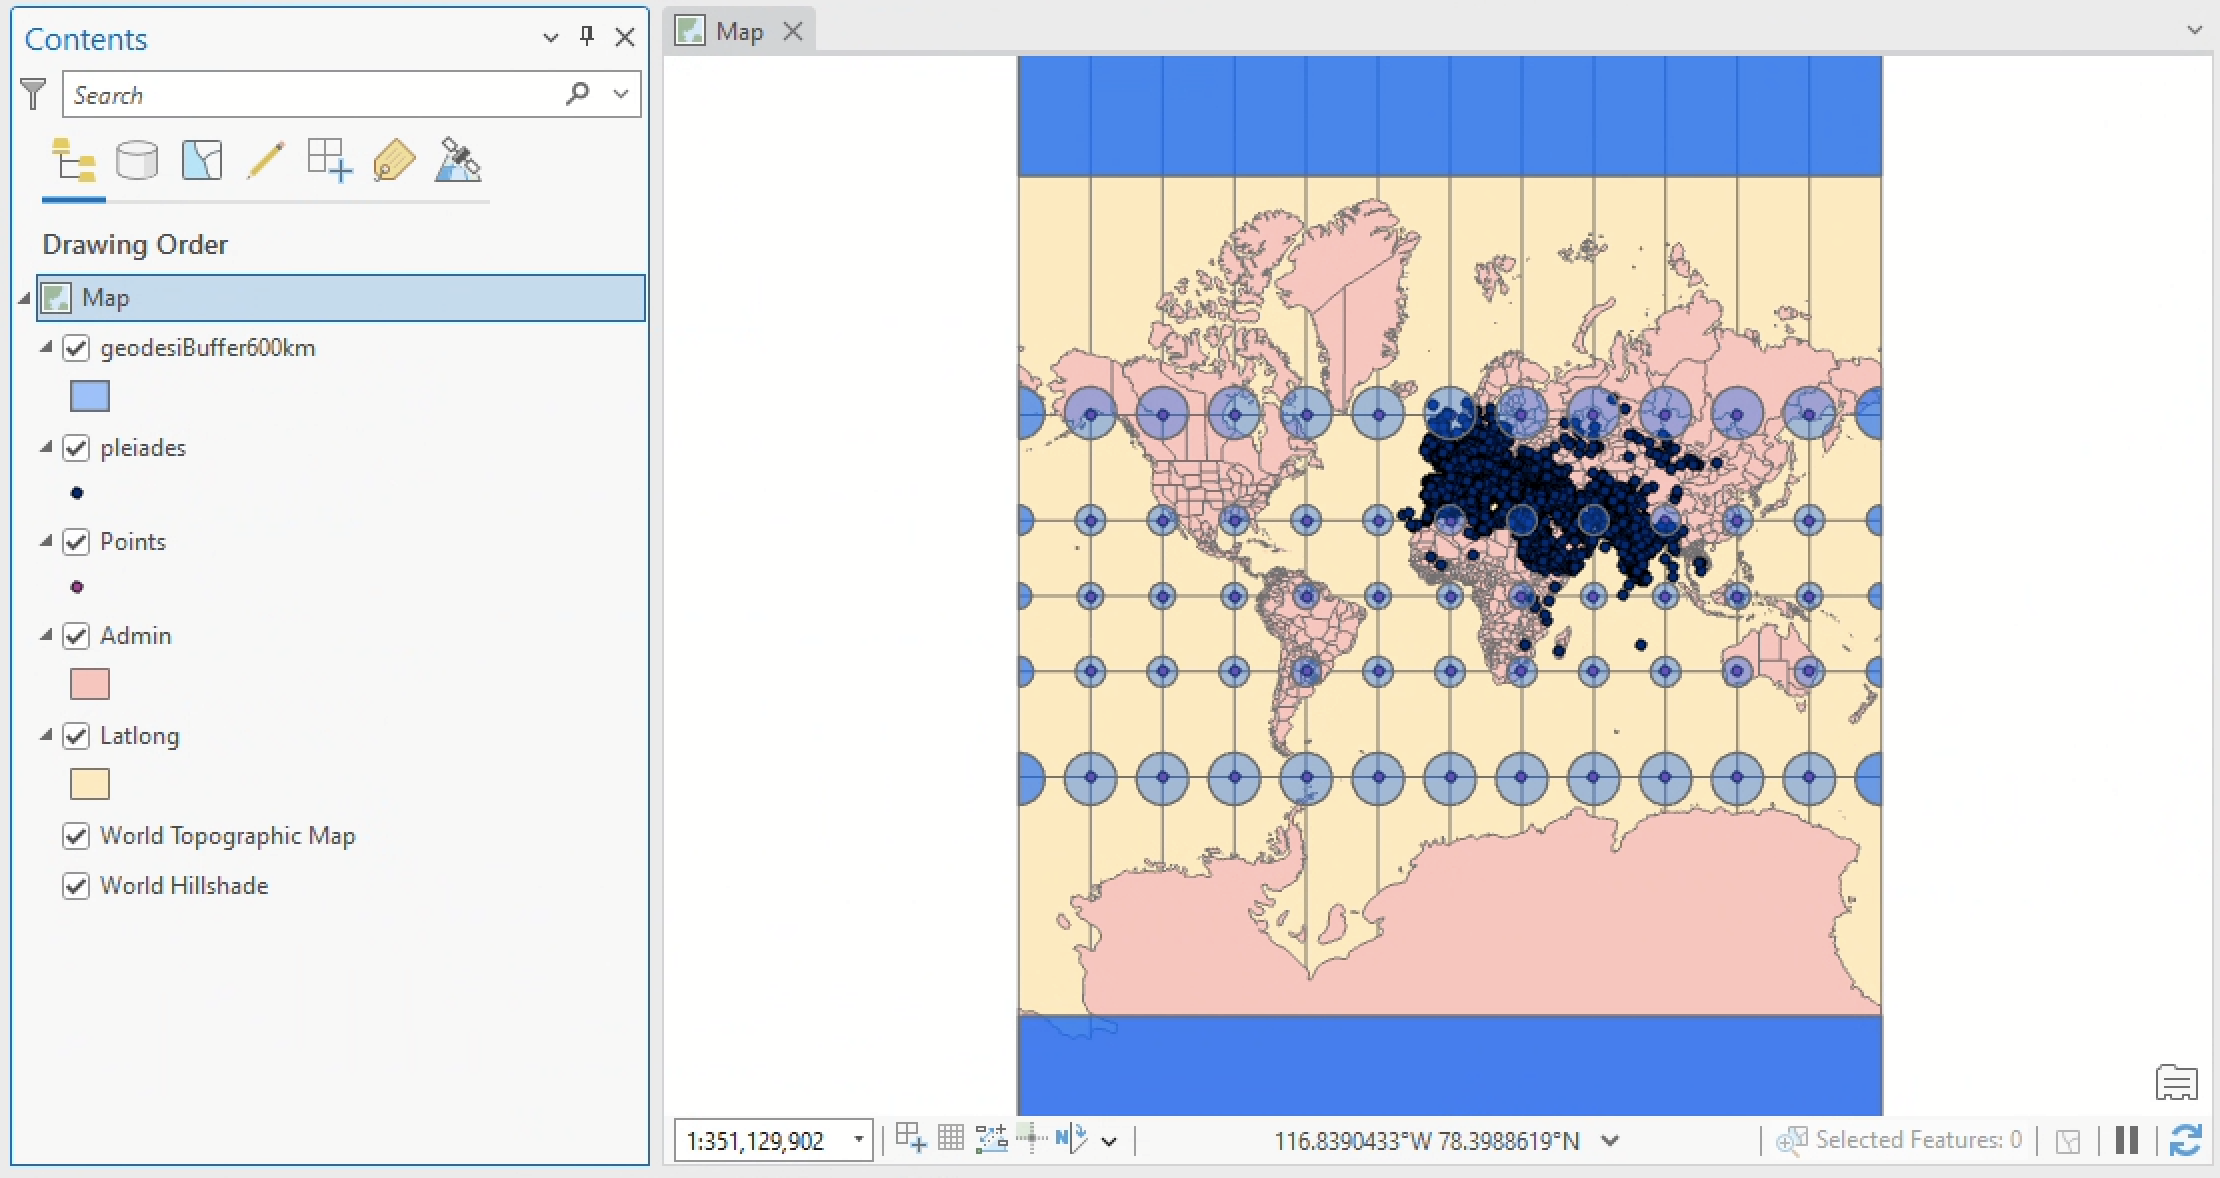 Contents
Search
Drawing Order
Map
geodesiBuffer600km
pleiades
Points
Admin
Latlong
World Topographic Map
World Hillshade
Map
1:351,129,902
N
116.8390433°W 78.3988619°N
Selected Features: 0